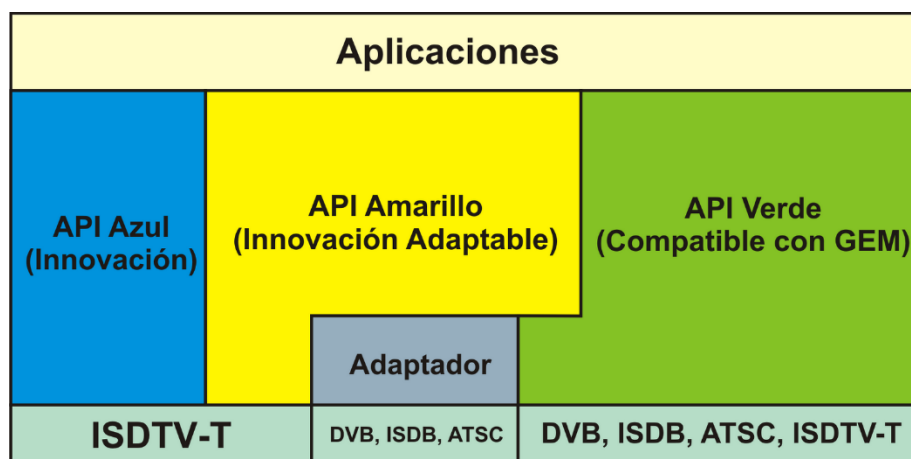 Aplicaciones
API Azul
(Innovación)
API Amarillo
(Innovación Adaptable)
API Verde
(Compatible con GEM)
Adaptador
ISDTV-T
DVB, ISDB, ATSC
DVB, ISDB, ATSC, ISDTV-T